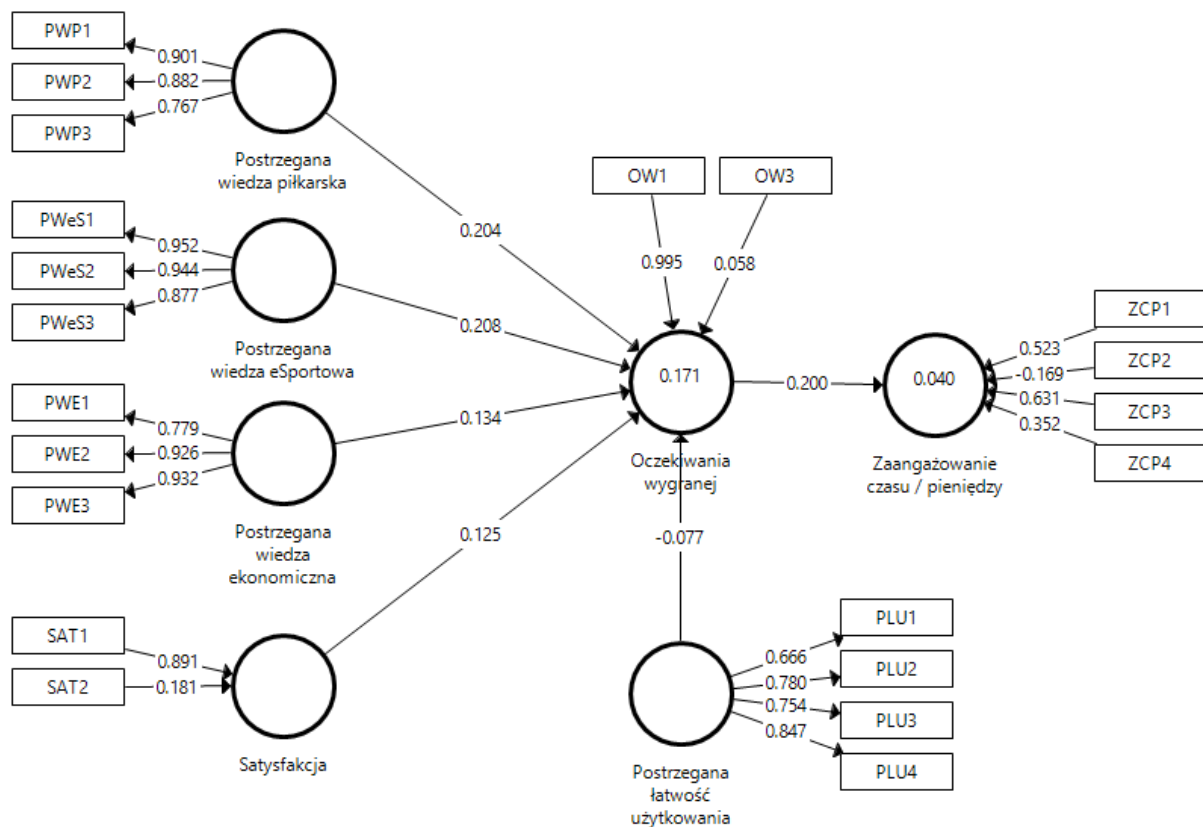 PWP1
PWP2
PWP3
0.901
0.882
0.767
Postrzegana
wiedza piłkarska
0.204
PWeS1
PWeS2
PWeS3
0.952
0.944
0.877
Postrzegana
wiedza eSportowa
0.208
PWE1
PWE2
PWE3
0.779
0.926
0.932
Postrzegana
wiedza
ekonomiczna
0.134
SAT1
SAT2
0.891
0.181
Satysfakcja
0.125
OW1
OW3
0.995
0.058
0.171
Oczekiwania
wygranej
-0.077
0.200
0.040
Zaangażowanie
czasu / pieniędzy
ZCP1
ZCP2
ZCP3
ZCP4
0.523
-0.169
0.631
0.352
Postrzegana
łatwość
użytkowania
0.666
0.780
0.754
0.847
PLU1
PLU2
PLU3
PLU4